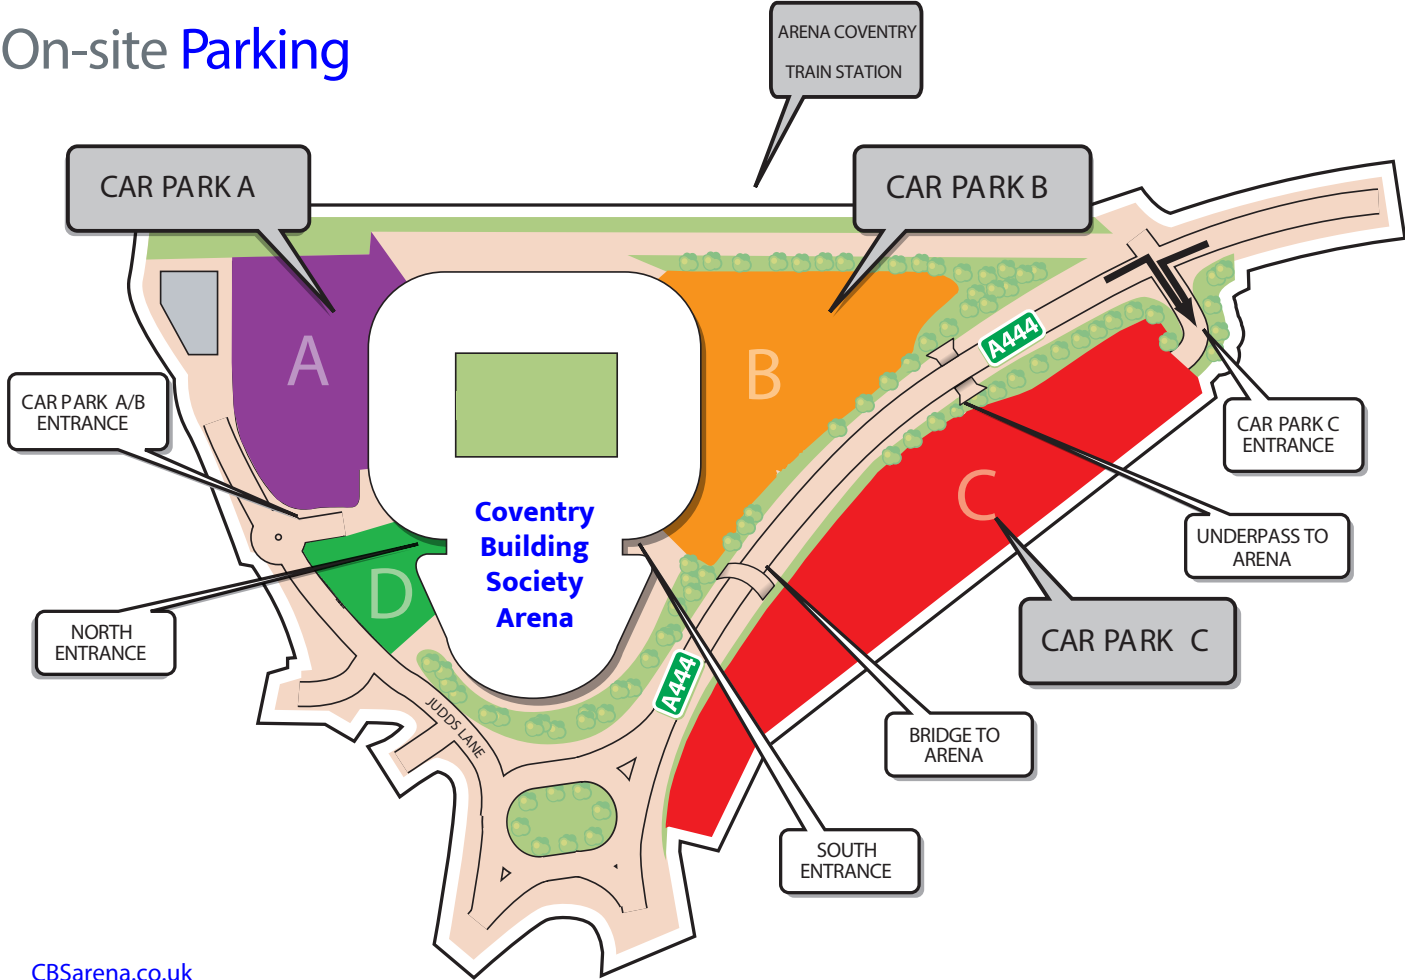 On-site Parking
ARENA COVENTRY
TRAIN STATION
CAR PARK A
CAR PARK B
A
B
A444
CAR PARK A/B
ENTRANCE
CAR PARK C
ENTRANCE
C
Coventry
Building
Society
Arena
UNDERPASS TO
ARENA
D
NORTH
ENTRANCE
CAR PARK C
A444
JUDDS LANE
BRIDGE TO
ARENA
SOUTH
ENTRANCE
CBSarena.co.uk